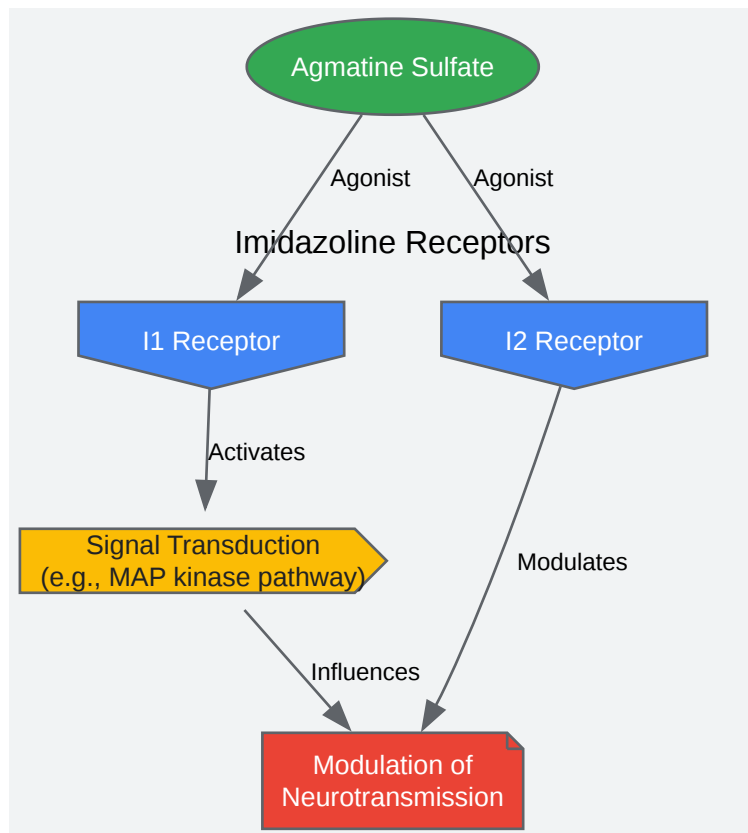 Agmatine Sulfate
Agonist
Agonist
Imidazoline Receptors
I1 Receptor
I2 Receptor
Activates
Signal Transduction
(e.g., MAP kinase pathway)
Modulates
Influences
Modulation of
Neurotransmission